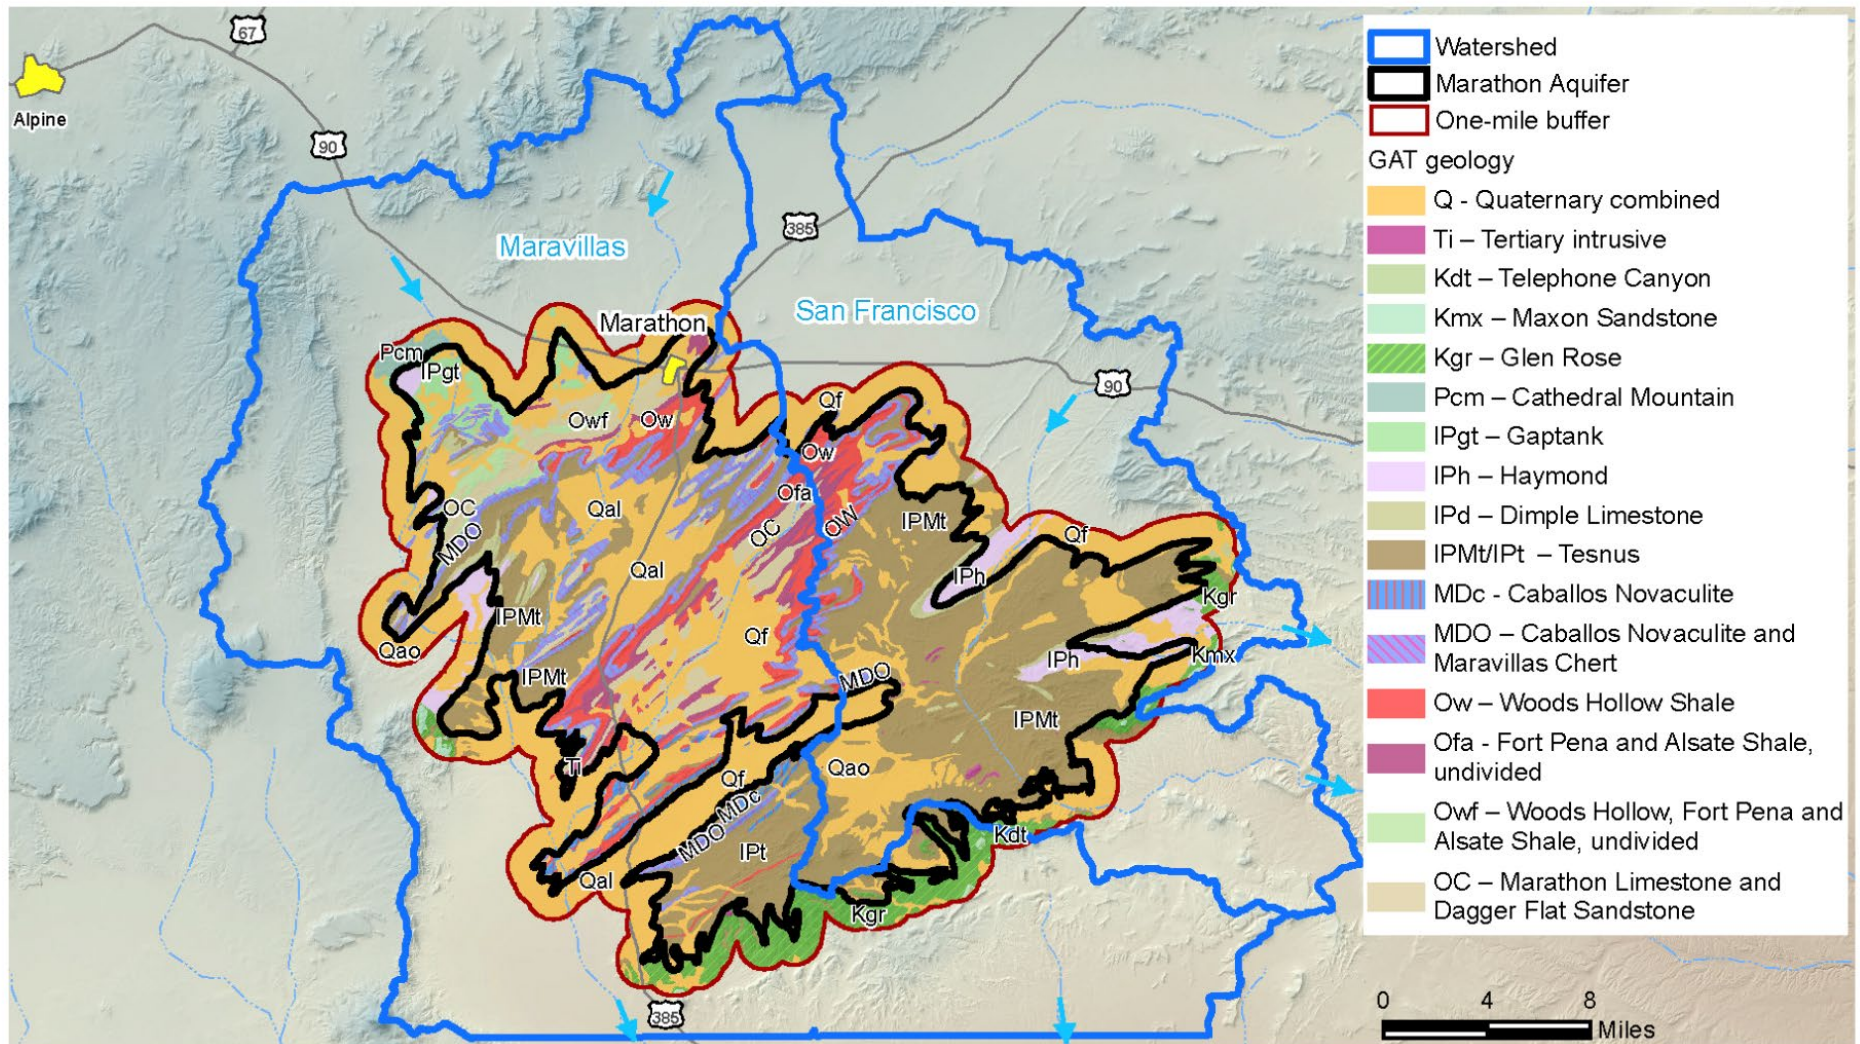 67
Alpine
90
Maravillas
385
San Francisco
Marathon
90
Pcm
IPgt
Qf
Owf
Ow
Ow
OC
Qal
Ofa
OW
IPMt
MDO
OC
Qf
Qal
IPh
Kgr
IPMt
Qf
Qao
Kmx
IPh
IPMt
MDO
IPMt
Ti
Qf
Qao
MDc
MDO
Kdt
IPt
Qal
Kgr
385
Watershed
Marathon Aquifer
One-mile buffer
GAT geology
Q - Quaternary combined
Ti – Tertiary intrusive
Kdt – Telephone Canyon
Kmx – Maxon Sandstone
Kgr – Glen Rose
Pcm – Cathedral Mountain
IPgt – Gaptank
IPh – Haymond
IPd – Dimple Limestone
IPMt/IPt – Tesnus
MDc - Caballos Novaculite
MDO – Caballos Novaculite and
Maravillas Chert
Ow – Woods Hollow Shale
Ofa - Fort Pena and Alsate Shale,
undivided
Owf – Woods Hollow, Fort Pena and
Alsate Shale, undivided
OC – Marathon Limestone and
Dagger Flat Sandstone
0 4 8
Miles